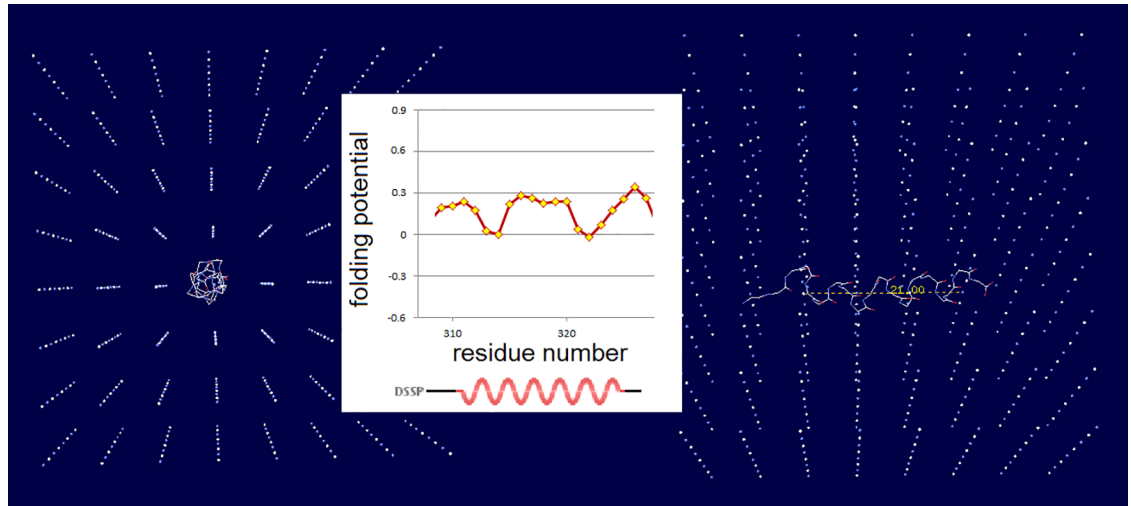 folding potential
0.9
0.6
0.3
0
-0.3
-0.6
310 320
residue number
DSSP
21.00